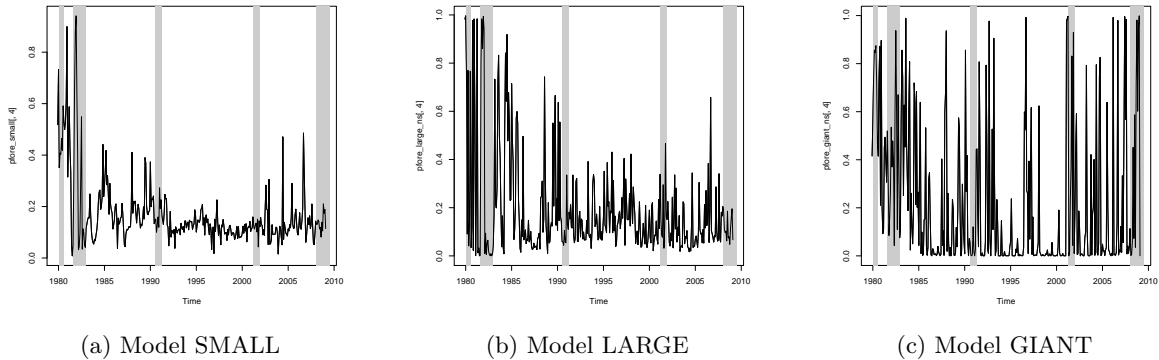 pfore_small[, 4]
0.8
0.6
0.4
0.2
0.0
1980 1985 1990 1995 2000 2005 2010
Time
(a) Model SMALL
pfore_large_ns[, 4]
1.0
0.8
0.6
0.4
0.2
0.0
1980 1985 1990 1995 2000 2005 2010
Time
(b) Model LARGE
pfore_giant_ns[, 4]
1.0
0.8
0.6
0.4
0.2
0.0
1980 1985 1990 1995 2000 2005 2010
Time
(c) Model GIANT